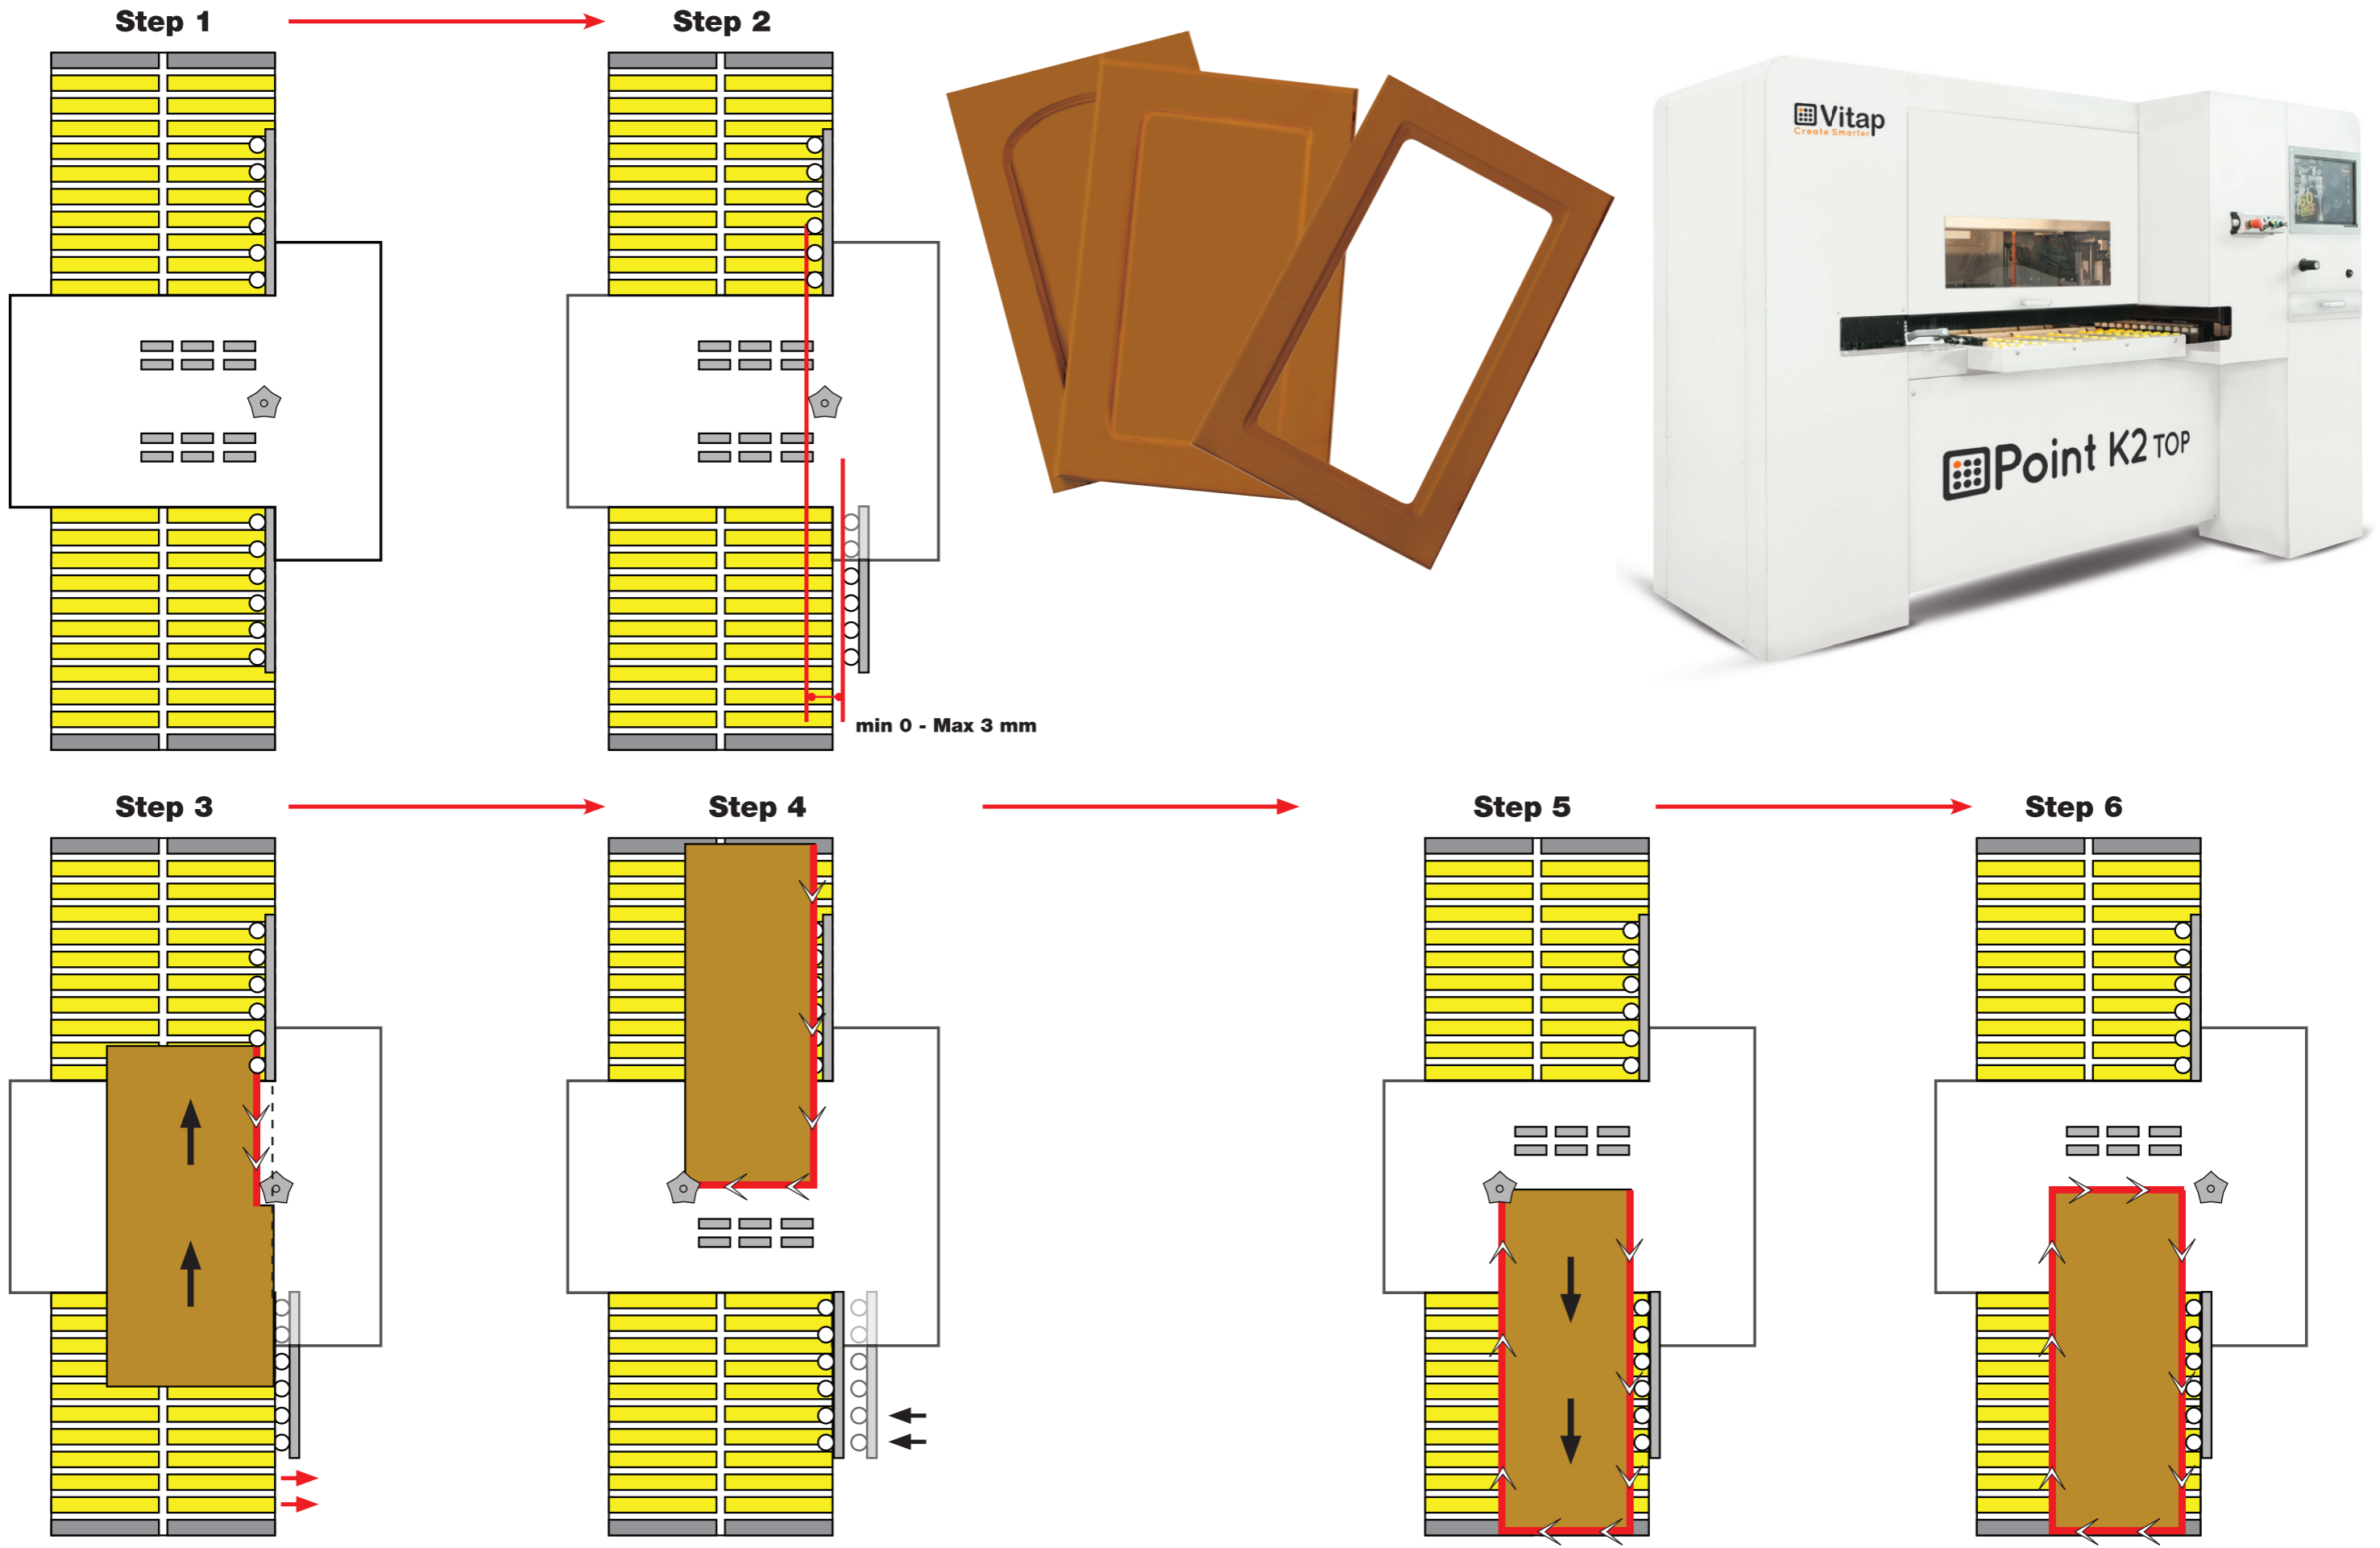 Step 1
Step 2
Vitap
Create Smarter
Point K2 TOP
min 0 - Max 3 mm
Step 3
Step 4
Step 5
Step 6